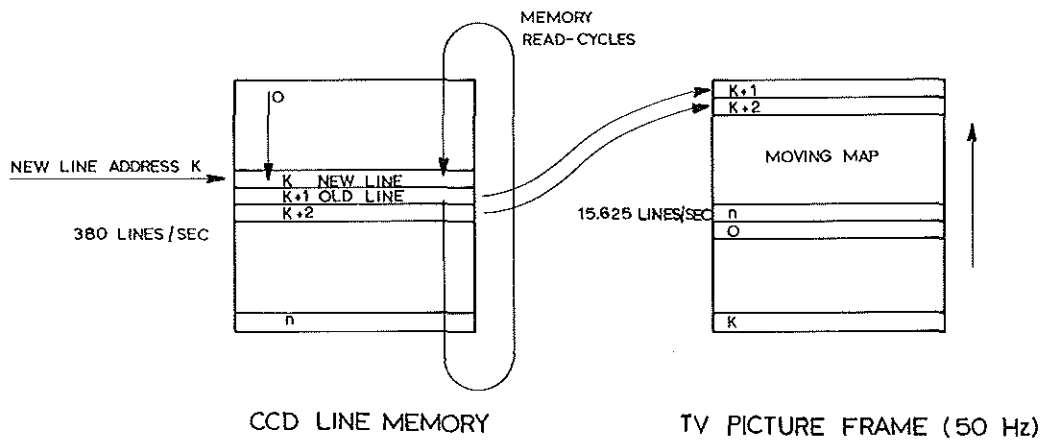 MEMORY
READ-CYCLES
O
NEW LINE ADDRESS K
K NEW LINE
K+1 OLD LINE
K+2
380 LINES/SEC
n
K+1
K+2
MOVING MAP
15.625 LINES/SEC
n
O
K
CCD LINE MEMORY
TV PICTURE FRAME (50 Hz)